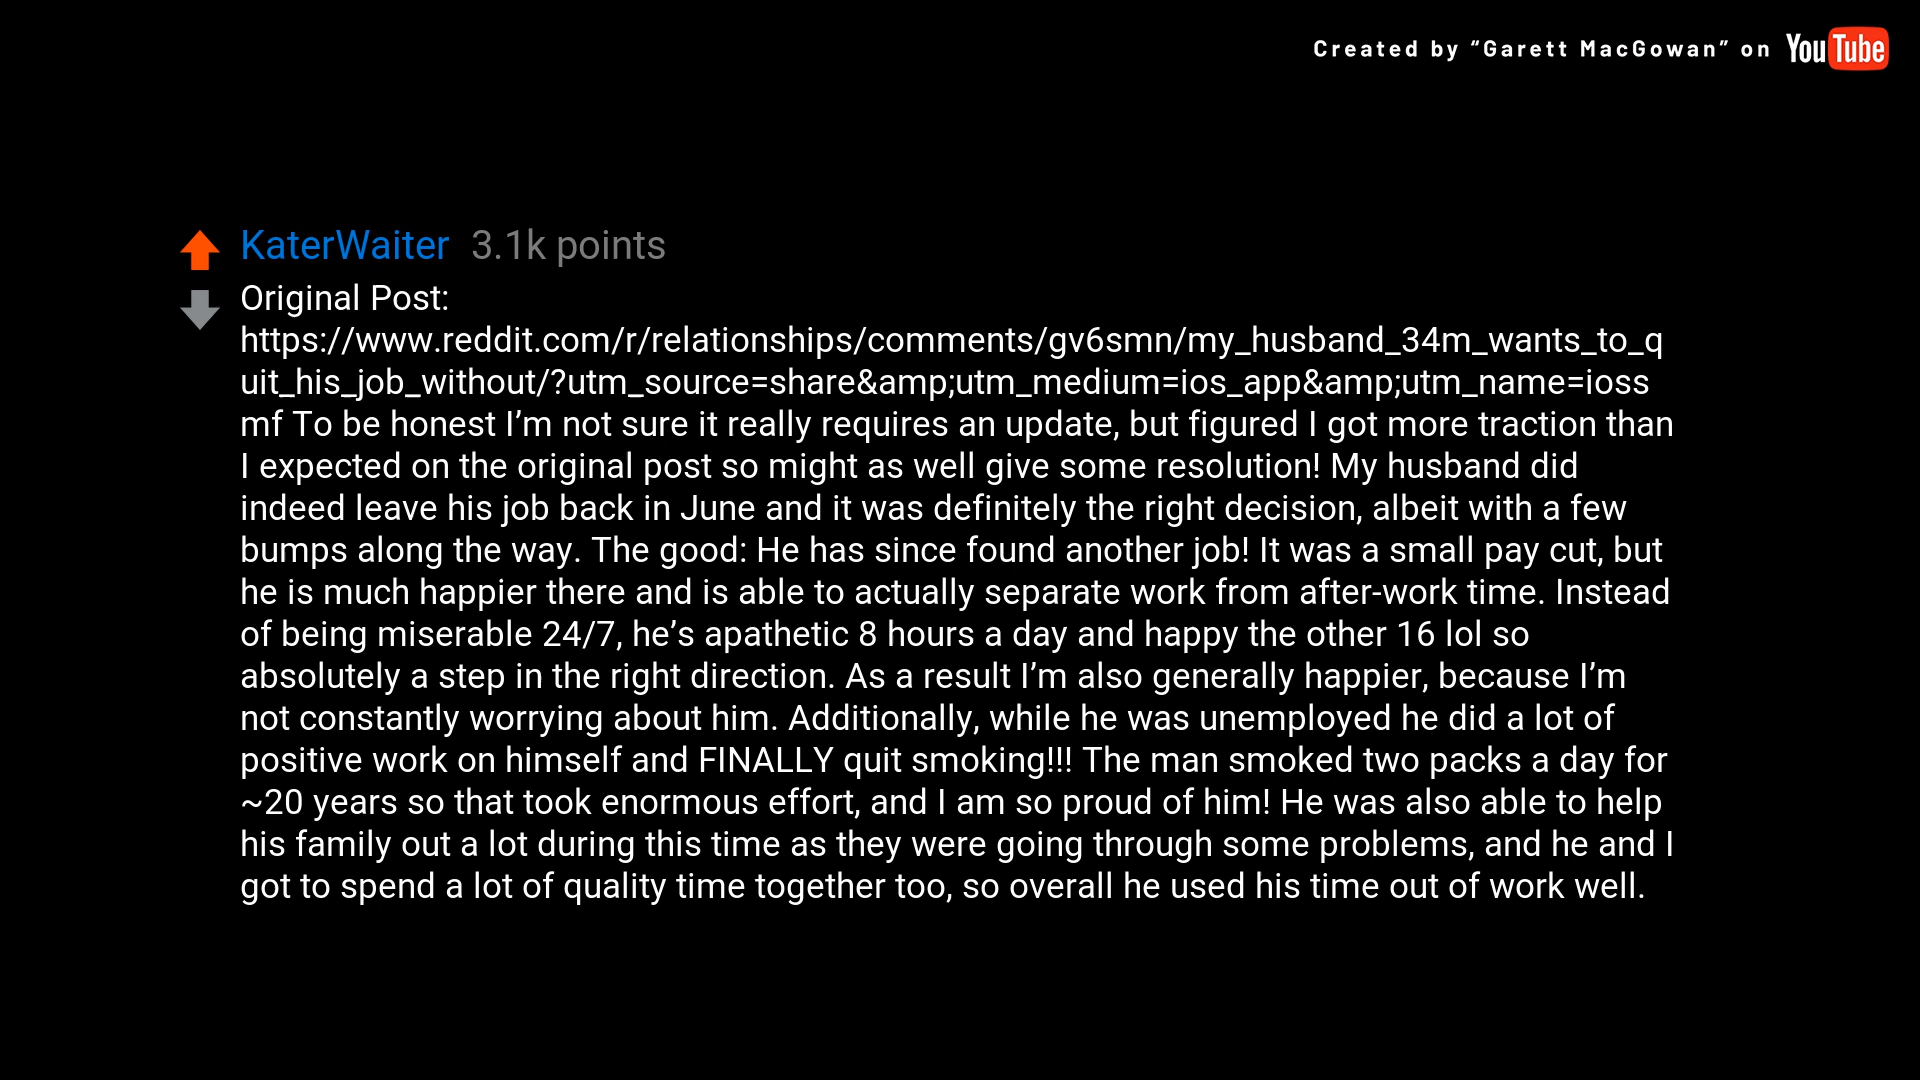 Created by “Garett MacGowan” on YouTube
KaterWaiter 3.1k points
Original Post:
https://www.reddit.com/r/relationships/comments/gv6smn/my_husband_34m_wants_to_q
uit_his_job_without/?utm_source=share&amp;utm_medium=ios_app&amp;utm_name=ioss
mf To be honest I’m not sure it really requires an update, but figured I got more traction than
I expected on the original post so might as well give some resolution! My husband did
indeed leave his job back in June and it was definitely the right decision, albeit with a few
bumps along the way. The good: He has since found another job! It was a small pay cut, but
he is much happier there and is able to actually separate work from after-work time. Instead
of being miserable 24/7, he’s apathetic 8 hours a day and happy the other 16 lol so
absolutely a step in the right direction. As a result I’m also generally happier, because I’m
not constantly worrying about him. Additionally, while he was unemployed he did a lot of
positive work on himself and FINALLY quit smoking!!! The man smoked two packs a day for
~20 years so that took enormous effort, and I am so proud of him! He was also able to help
his family out a lot during this time as they were going through some problems, and he and I
got to spend a lot of quality time together too, so overall he used his time out of work well.